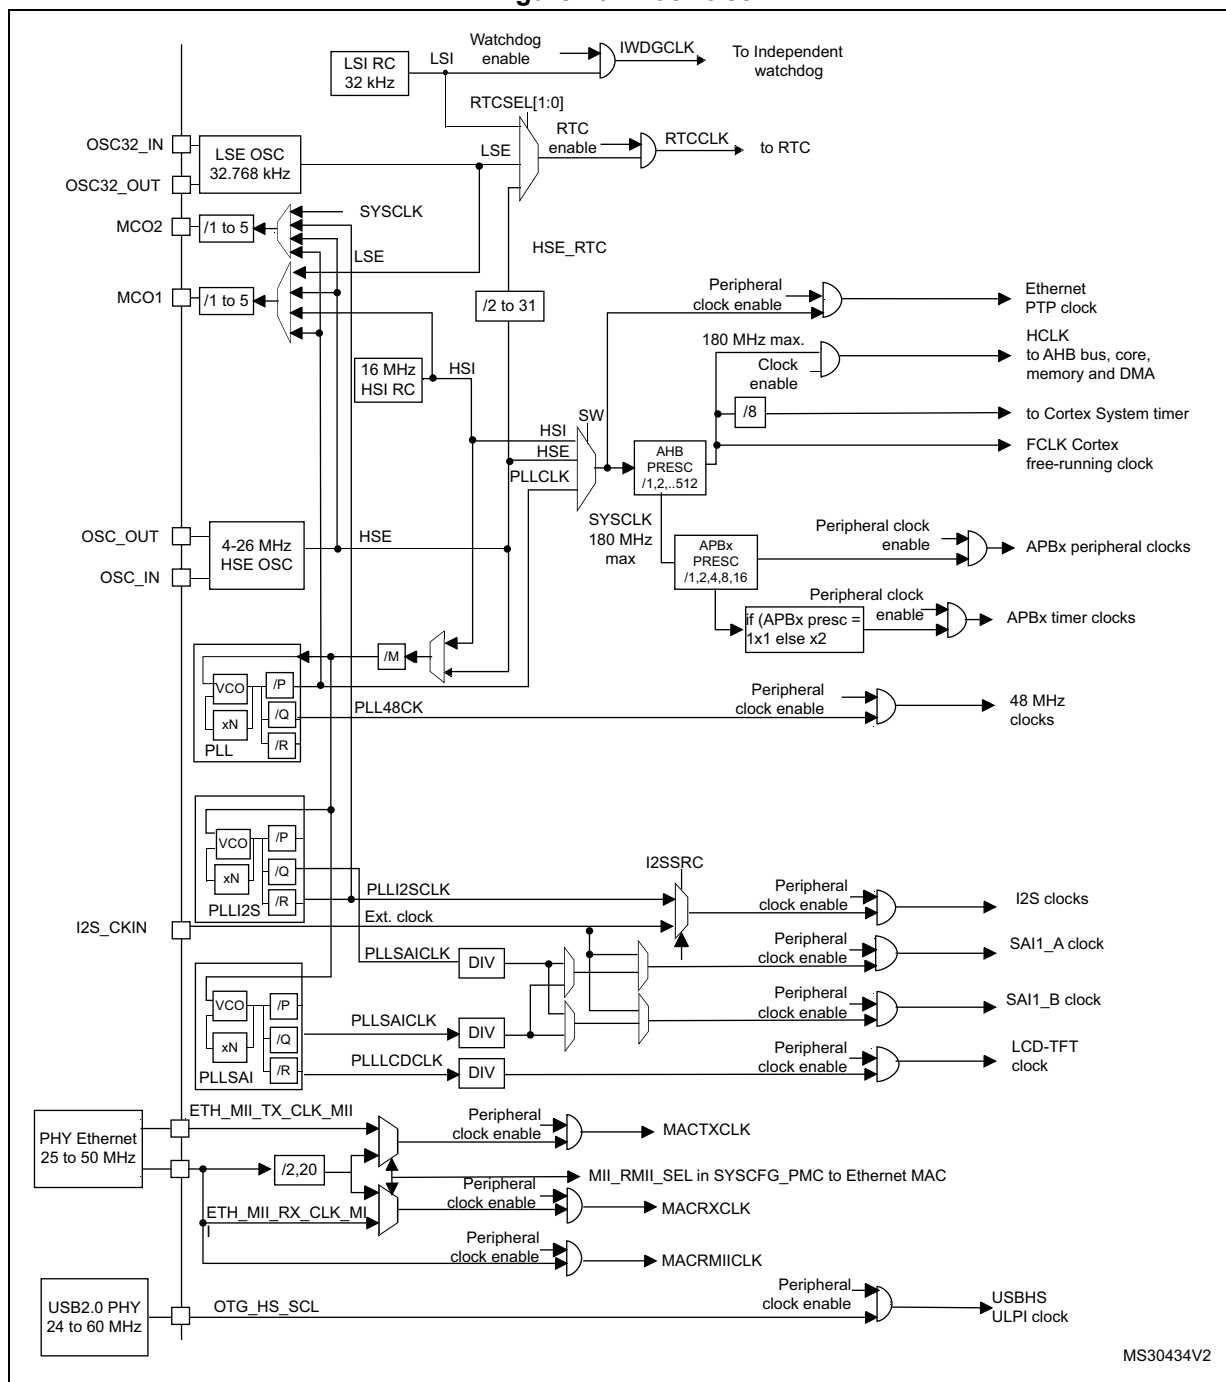 LSI RC
32 kHz
LSI
Watchdog
enable
IWDGCLK
To Independent
watchdog
RTCSEL[1:0]
OSC32_IN
OSC32_OUT
LSE OSC
32.768 kHz
LSE
RTC
enable
RTCCLK
to RTC
MCO2
/1 to 5
SYSCLK
LSE
HSE_RTC
MCO1
/1 to 5
/2 to 31
Peripheral
clock enable
Ethernet
PTP clock
16 MHz
HSI RC
HSI
180 MHz max.
Clock
enable
HCLK
to AHB bus, core,
memory and DMA
/8
to Cortex System timer
SW
HSI
HSE
PLLCLK
AHB
PRESC
/1,2,..512
FCLK Cortex
free-running clock
SYSCLK
180 MHz
max
OSC_OUT
OSC_IN
4-26 MHz
HSE OSC
HSE
APBx
PRESC
/1,2,4,8,16
Peripheral clock
enable
APBx peripheral clocks
if (APBx presc =
1x1 else x2
Peripheral clock
enable
APBx timer clocks
/M
VCO
xN
/P
/Q
/R
PLL
PLL48CK
Peripheral
clock enable
48 MHz
clocks
VCO
xN
/P
/Q
/R
PLLI2S
I2SSRC
PLLI2SCLK
Peripheral
clock enable
I2S clocks
I2S_CKIN
Ext. clock
PLLSAICLK
DIV
Peripheral
clock enable
SAI1_A clock
VCO
xN
/P
/Q
/R
PLLSAI
PLLSAICLK
DIV
Peripheral
clock enable
SAI1_B clock
PLLLCDCLK
DIV
Peripheral
clock enable
LCD-TFT
clock
PHY Ethernet
25 to 50 MHz
ETH_MII_TX_CLK_MII
Peripheral
clock enable
MACTXCLK
/2,20
MII_RMII_SEL in SYSCFG_PMC to Ethernet MAC
ETH_MII_RX_CLK_MI
I
Peripheral
clock enable
MACRXCLK
Peripheral
clock enable
MACRMIICLK
USB2.0 PHY
24 to 60 MHz
OTG_HS_SCL
Peripheral
clock enable
USBHS
ULPI clock
MS30434V2